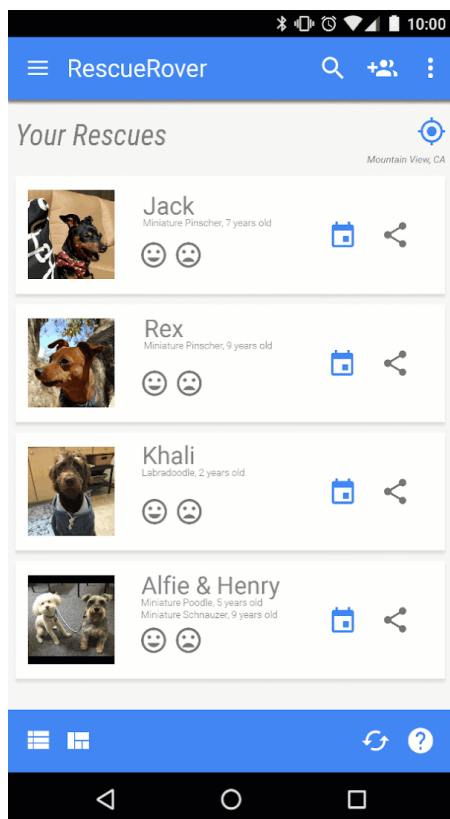 10:00
RescueRover
Your Rescues
Mountain View, CA
Jack
Miniature Pinscher, 7 years old
Rex
Miniature Pinscher, 9 years old
Khali
Labradoodle, 2 years old
Alfie & Henry
Miniature Poodle, 5 years old
Miniature Schnauzer, 9 years old